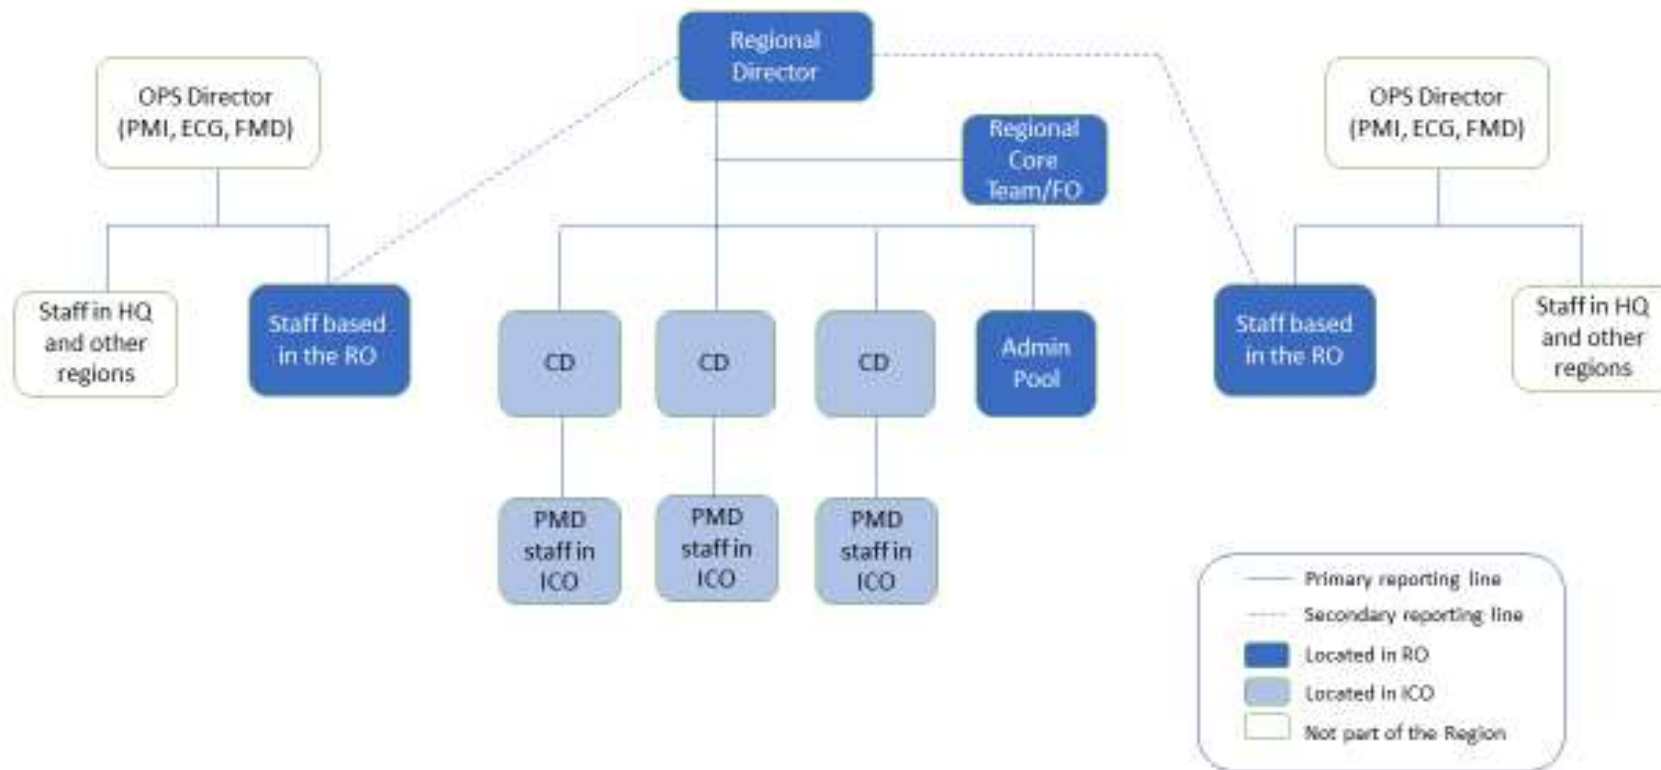 Regional
Director
OPS Director
(PMI, ECG, FMD)
OPS Director
(PMI, ECG, FMD)
Regional
Core
Team/FO
Staff in HQ
and other
regions
Staff based
in the RO
CD
CD
CD
Admin
Pool
Staff based
in the RO
Staff in HQ
and other
regions
PMD
staff in
ICO
PMD
staff in
ICO
PMD
staff in
ICO
Primary reporting line
Secondary reporting line
Located in RO
Located in ICO
Not part of the Region